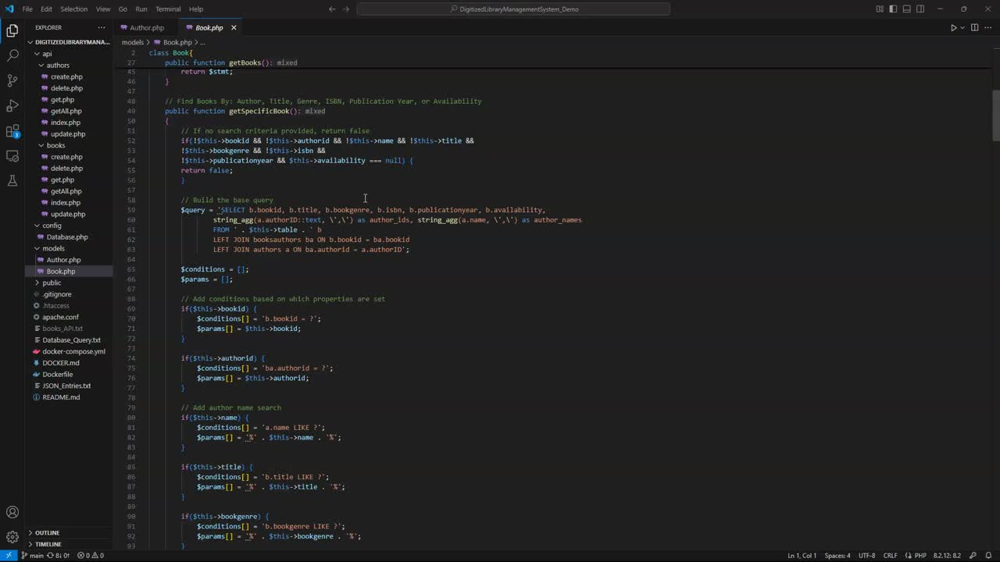 File Edit Selection View Go Run Terminal Help
DigitizedLibraryManagementSystem_Demo
EXPLORER
DIGITIZEDLIBRARYMANA...
api
authors
create.php
delete.php
get.php
getAll.php
index.php
update.php
books
create.php
delete.php
get.php
getAll.php
index.php
update.php
config
Database.php
models
Author.php
Book.php
public
.gitignore
.htaccess
apache.conf
books_API.txt
Database_Query.txt
docker-compose.yml
DOCKER.md
Dockerfile
JSON_Entries.txt
README.md
OUTLINE
TIMELINE
3
Author.php Book.php
models > Book.php > ...
2 class Book{
27 public function getBooks(): mixed
45 return $stmt;
46 }
47
48 // Find Books By: Author, Title, Genre, ISBN, Publication Year, or Availability
49 public function getSpecificBook(): mixed
50 {
51 // If no search criteria provided, return false
52 if(!$this->bookid && !$this->authorid && !$this->name && !$this->title &&
53 !$this->bookgenre && !$this->isbn &&
54 !$this->publicationyear && $this->availability === null) {
55 return false;
56 }
57
58 // Build the base query
59 $query = 'SELECT b.bookid, b.title, b.bookgenre, b.isbn, b.publicationyear, b.availability,
60 string_agg(a.authorID::text, \',\') as author_ids, string_agg(a.name, \',\') as author_names
61 FROM ' . $this->table . ' b
62 LEFT JOIN booksauthors ba ON b.bookid = ba.bookid
63 LEFT JOIN authors a ON ba.authorid = a.authorID';
64
65 $conditions = [];
66 $params = [];
67
68 // Add conditions based on which properties are set
69 if($this->bookid) {
70 $conditions[] = 'b.bookid = ?';
71 $params[] = $this->bookid;
72 }
73
74 if($this->authorid) {
75 $conditions[] = 'ba.authorid = ?';
76 $params[] = $this->authorid;
77 }
78
79 // Add author name search
80 if($this->name) {
81 $conditions[] = 'a.name LIKE ?';
82 $params[] = '%' . $this->name . '%';
83 }
84
85 if($this->title) {
86 $conditions[] = 'b.title LIKE ?';
87 $params[] = '%' . $this->title . '%';
88 }
89
90 if($this->bookgenre) {
91 $conditions[] = 'b.bookgenre LIKE ?';
92 $params[] = '%' . $this->bookgenre . '%';
93 }
main 8↓ 0↑ 0 0 Ln 1, Col 1 Spaces: 4 UTF-8 CRLF PHP 8.2.12: 8.2